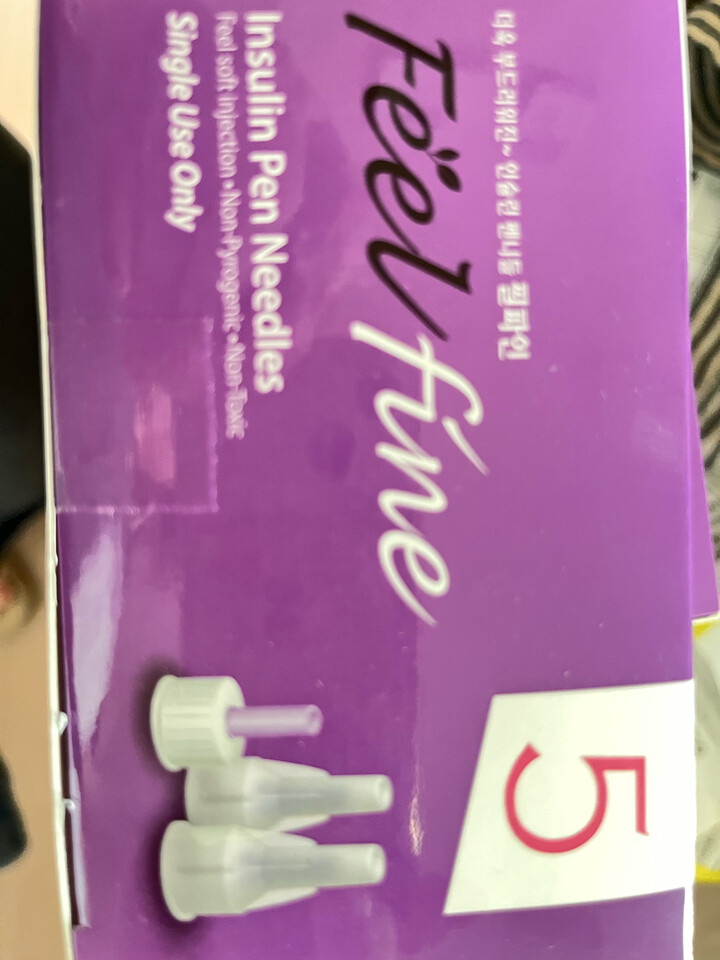 더욱 부드러워진~ 인슐린 펜니들 필파인
Feel fine
5
Insulin Pen Needles
Feel soft injection • Non-Pyrogenic • Non-Toxic
Single Use Only